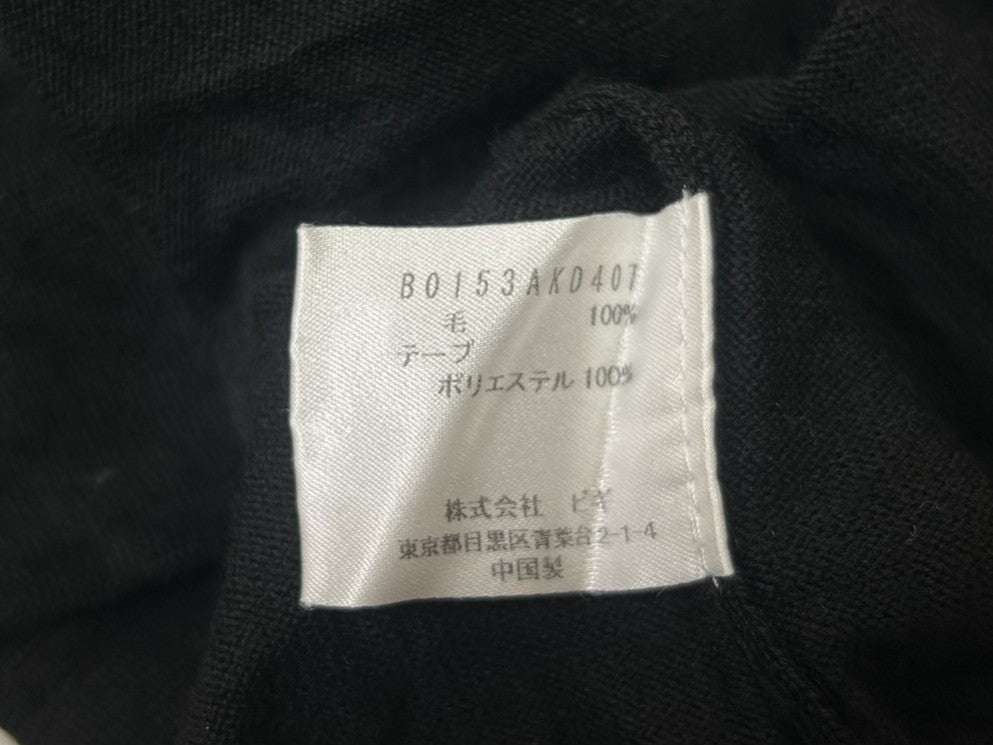 B0153AKD40T
毛 100%
テープ
ポリエステル 100%
株式会社 ビギ
東京都目黒区青葉台2-1-4
中国製